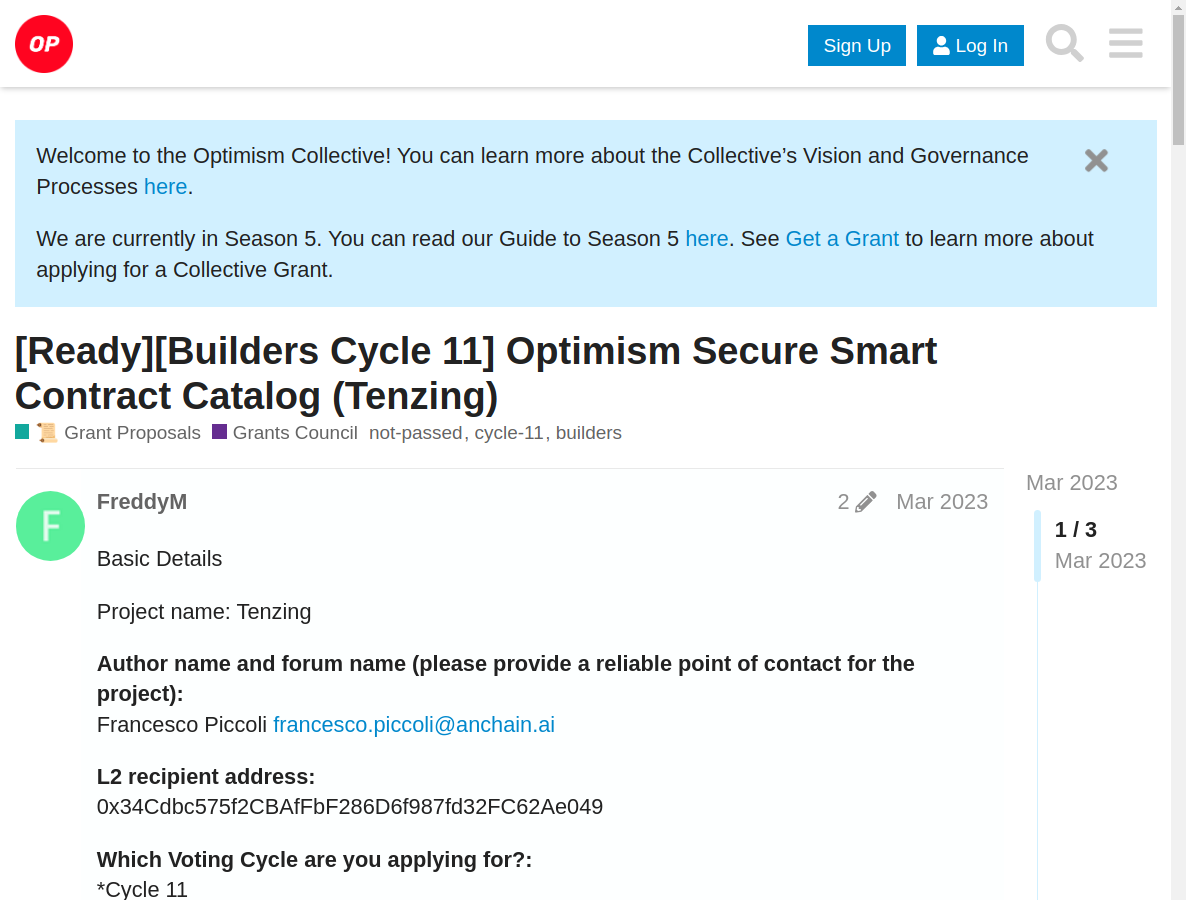 OP
Sign Up
Log In
Welcome to the Optimism Collective! You can learn more about the Collective’s Vision and Governance
Processes here.
We are currently in Season 5. You can read our Guide to Season 5 here. See Get a Grant to learn more about
applying for a Collective Grant.
[Ready][Builders Cycle 11] Optimism Secure Smart
Contract Catalog (Tenzing)
📜 Grant Proposals Grants Council not-passed, cycle-11, builders
F
FreddyM 2 Mar 2023
Mar 2023
1 / 3
Mar 2023
Basic Details
Project name: Tenzing
Author name and forum name (please provide a reliable point of contact for the
project):
Francesco Piccoli francesco.piccoli@anchain.ai
L2 recipient address:
0x34Cdbc575f2CBAfFbF286D6f987fd32FC62Ae049
Which Voting Cycle are you applying for?:
*Cycle 11